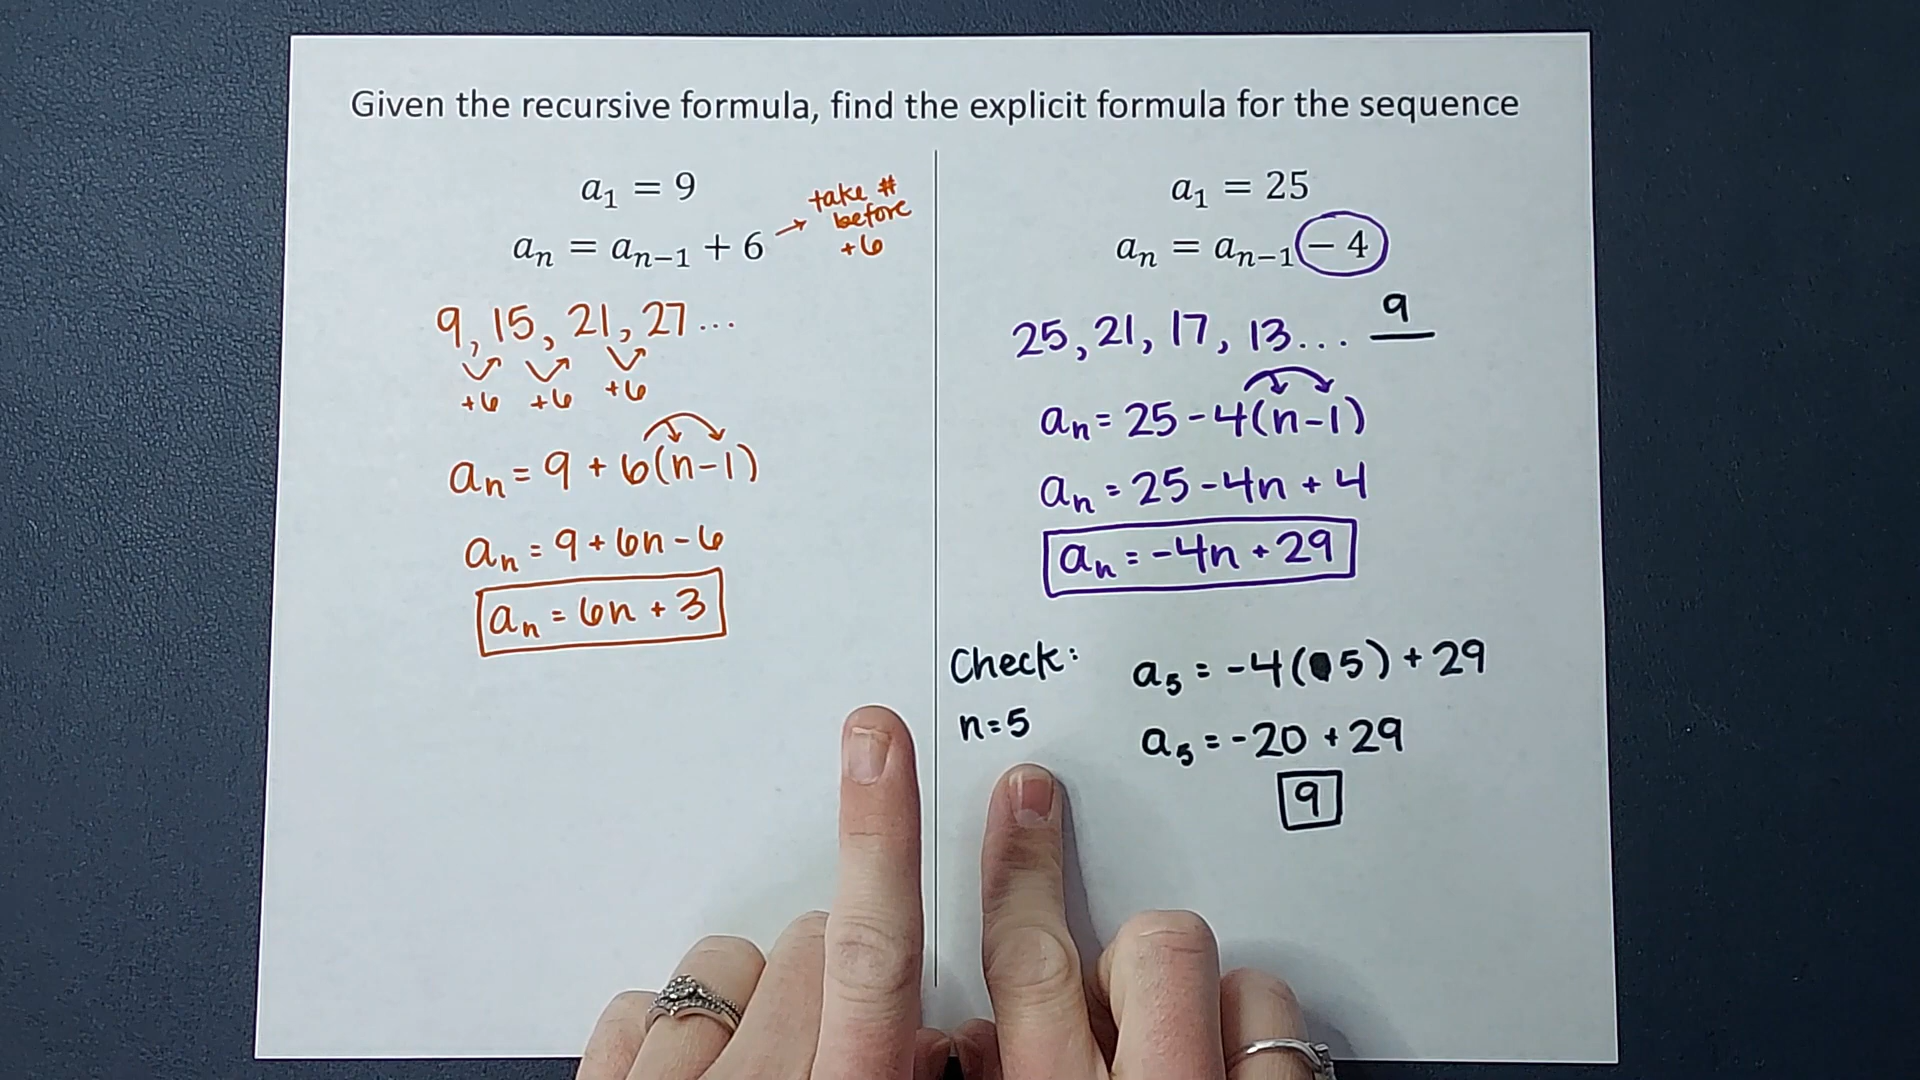 Given the recursive formula, find the explicit formula for the sequence
a₁ = 9
aₙ = aₙ₋₁ + 6
→ take #
before
+6
9, 15, 21, 27...
+6 +6 +6
aₙ = 9 + 6(n-1)
aₙ = 9 + 6n - 6
aₙ = 6n + 3
a₁ = 25
aₙ = aₙ₋₁ - 4
25, 21, 17, 13... 9
aₙ = 25 - 4(n-1)
aₙ = 25 - 4n + 4
aₙ = -4n + 29
Check:
n = 5
a₅ = -4(5) + 29
a₅ = -20 + 29
9